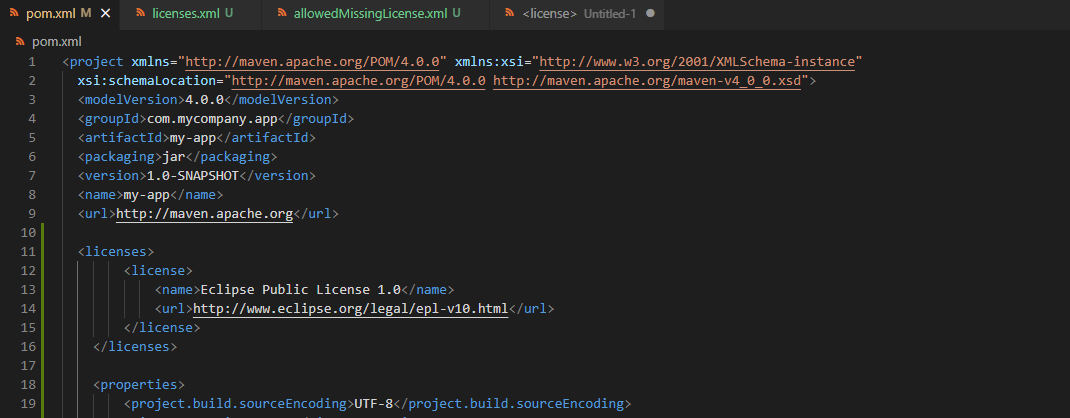 pom.xml M licenses.xml U allowedMissingLicense.xml U <license> Untitled-1
pom.xml
1 <project xmlns="http://maven.apache.org/POM/4.0.0" xmlns:xsi="http://www.w3.org/2001/XMLSchema-instance"
2 xsi:schemaLocation="http://maven.apache.org/POM/4.0.0 http://maven.apache.org/maven-v4_0_0.xsd">
3 <modelVersion>4.0.0</modelVersion>
4 <groupId>com.mycompany.app</groupId>
5 <artifactId>my-app</artifactId>
6 <packaging>jar</packaging>
7 <version>1.0-SNAPSHOT</version>
8 <name>my-app</name>
9 <url>http://maven.apache.org</url>
10
11 <licenses>
12 <license>
13 <name>Eclipse Public License 1.0</name>
14 <url>http://www.eclipse.org/legal/epl-v10.html</url>
15 </license>
16 </licenses>
17
18 <properties>
19 <project.build.sourceEncoding>UTF-8</project.build.sourceEncoding>